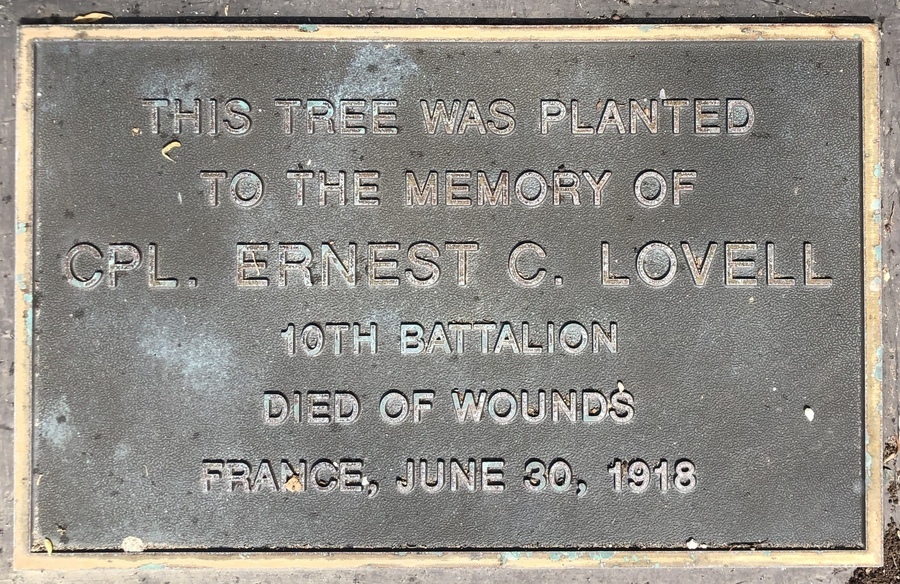 THIS TREE WAS PLANTED
TO THE MEMORY OF
CPL. ERNEST C. LOVELL
10TH BATTALION
DIED OF WOUNDS
FRANCE, JUNE 30, 1918